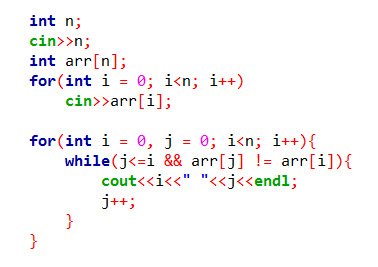 int n;
cin>>n;
int arr[n];
for(int i = 0; i<n; i++)
    cin>>arr[i];

for(int i = 0, j = 0; i<n; i++){
    while(j<=i && arr[j] != arr[i]){
        cout<<i<<" "<<j<<endl;
        j++;
    }
}